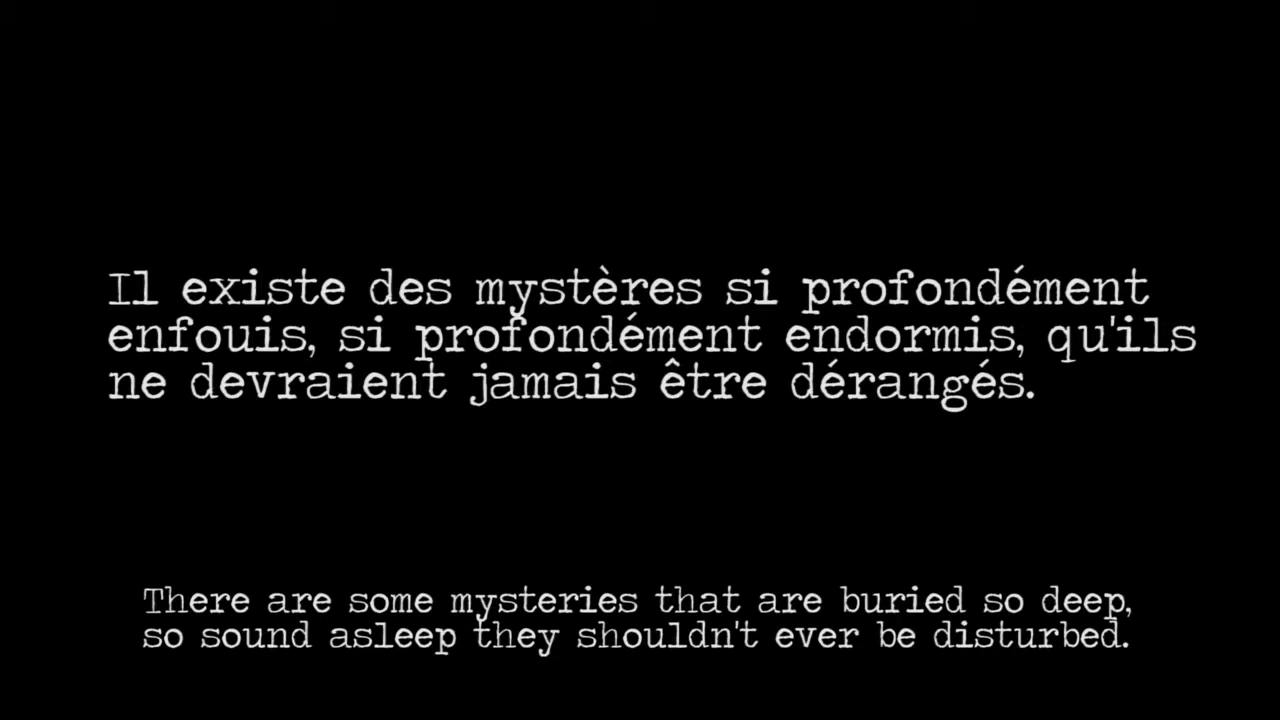 Il existe des mystères si profondément
enfouis, si profondément endormis, qu'ils
ne devraient jamais être dérangés.
There are some mysteries that are buried so deep,
so sound asleep they shouldn't ever be disturbed.